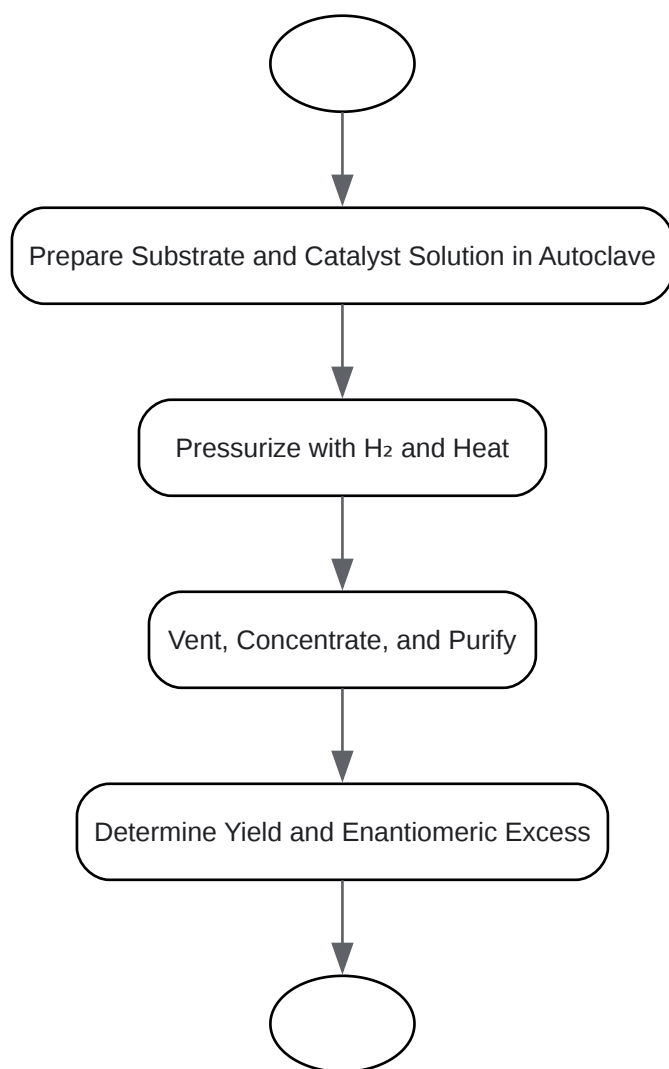 Prepare Substrate and Catalyst Solution in Autoclave
Pressurize with H₂ and Heat
Vent, Concentrate, and Purify
Determine Yield and Enantiomeric Excess